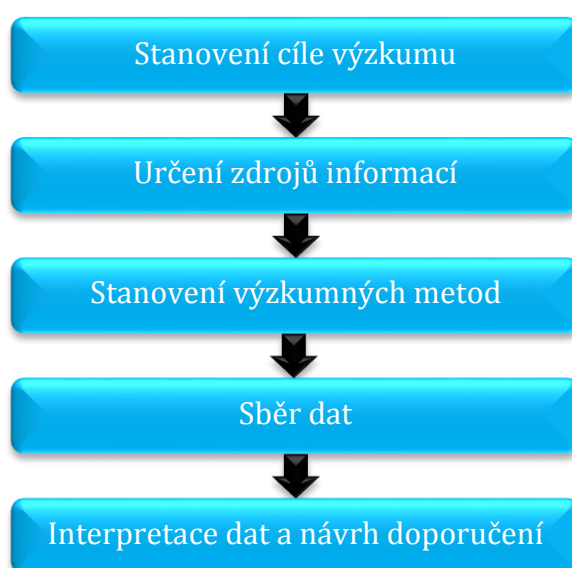 Stanovení cíle výzkumu
Určení zdrojů informací
Stanovení výzkumných metod
Sběr dat
Interpretace dat a návrh doporučení